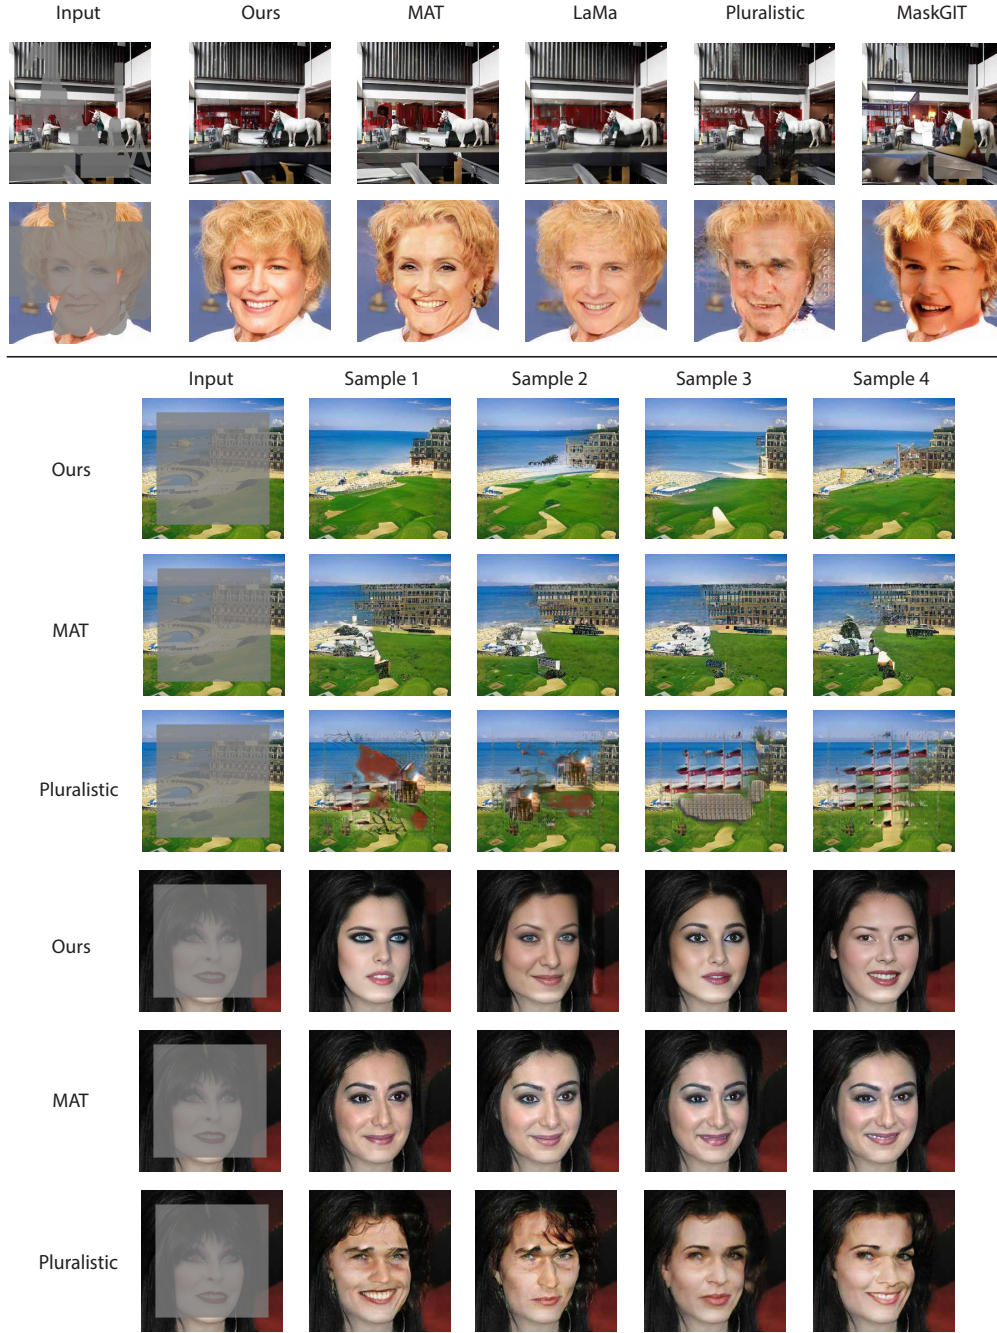 Input Ours MAT LaMa Pluralistic MaskGIT
Input Sample 1 Sample 2 Sample 3 Sample 4
Ours
MAT
Pluralistic
Ours
MAT
Pluralistic